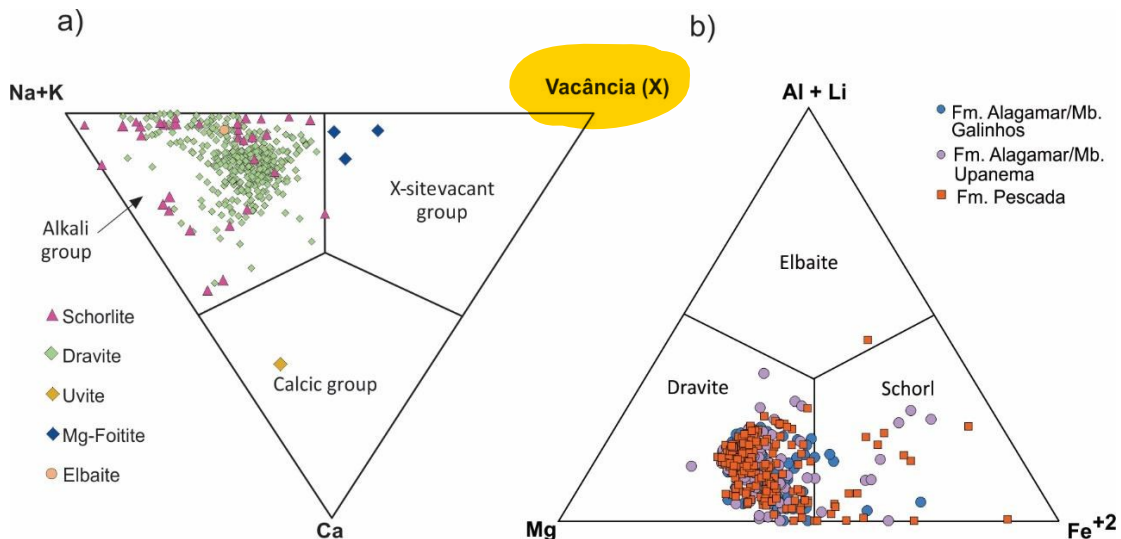 a)
Na+K
Vacância (X)
X-sitevacant
group
Alkali
group
Schorlite
Dravite
Uvite
Mg-Foitite
Elbaite
Calcic group
Ca
b)
Al + Li
Fm. Alagamar/Mb.
Galinhos
Fm. Alagamar/Mb.
Upanema
Fm. Pescada
Elbaite
Dravite
Schorl
Mg
Fe+2